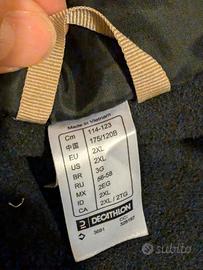 Made in Vietnam
Cm 114-123
中国 175/120B
EU 2XL
US 2XL
BR 3G
RU 56-58
MX 2EG
ID 2XL
CA 2XL / 2TG
DECATHLON
3691
subito